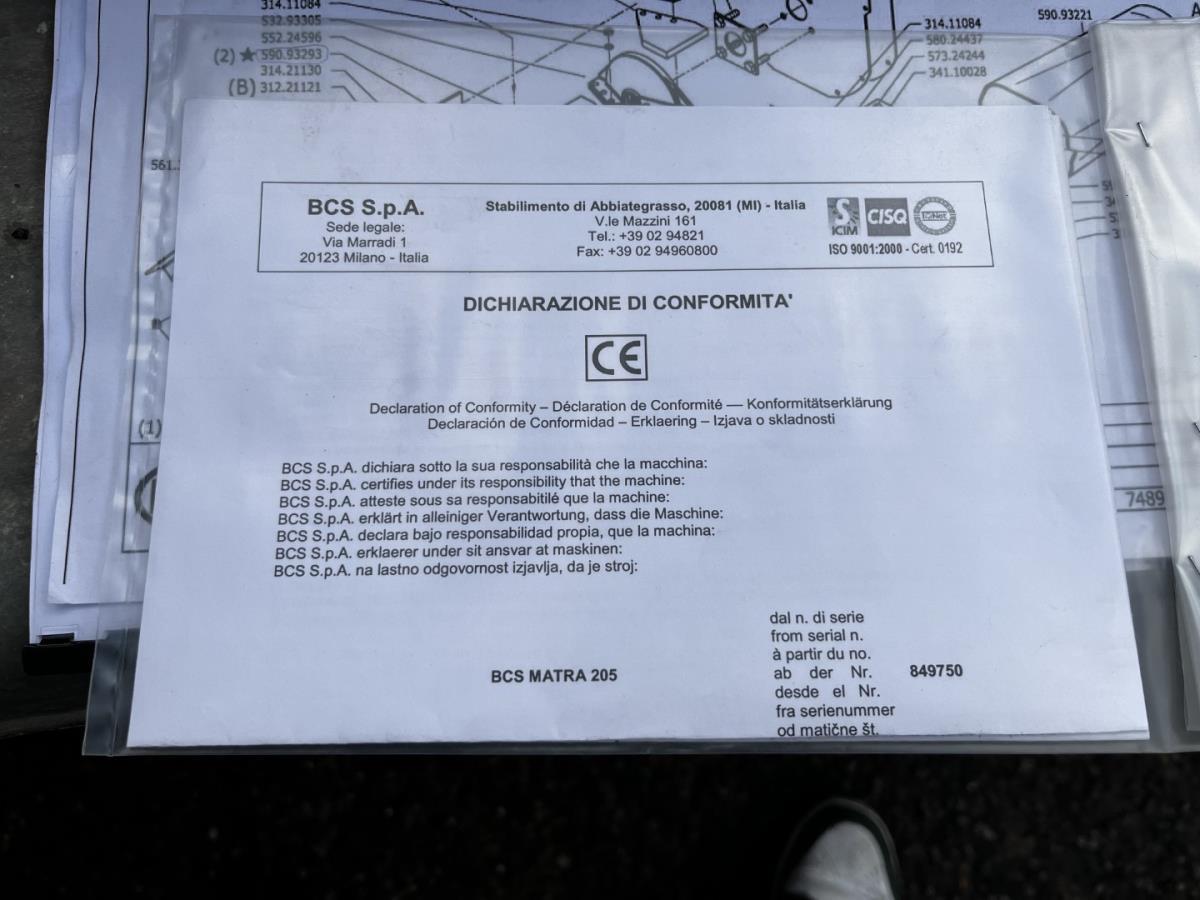 314.11084
532.93305
552.24596
(2) ★ 590.93293
314.21130
(B) 312.21121
314.11084
580.24437
573.24244
341.10028
590.93221
A
561.
BCS S.p.A.
Sede legale:
Via Marradi 1
20123 Milano - Italia
Stabilimento di Abbiategrasso, 20081 (MI) - Italia
V.le Mazzini 161
Tel.: +39 02 94821
Fax: +39 02 94960800
ICIM CISQ IQNet
ISO 9001:2000 - Cert. 0192
DICHIARAZIONE DI CONFORMITA'
CE
Declaration of Conformity – Déclaration de Conformité — Konformitätserklärung
Declaración de Conformidad – Erklaering – Izjava o skladnosti
(1)
BCS S.p.A. dichiara sotto la sua responsabilità che la macchina:
BCS S.p.A. certifies under its responsibility that the machine:
BCS S.p.A. atteste sous sa responsabitilé que la machine:
BCS S.p.A. erklärt in alleiniger Verantwortung, dass die Maschine:
BCS S.p.A. declara bajo responsabilidad propia, que la machina:
BCS S.p.A. erklaerer under sit ansvar at maskinen:
BCS S.p.A. na lastno odgovornost izjavlja, da je stroj:
7489
BCS MATRA 205
dal n. di serie
from serial n.
à partir du no.
ab der Nr.
desde el Nr.
fra serienummer
od matične št.
849750